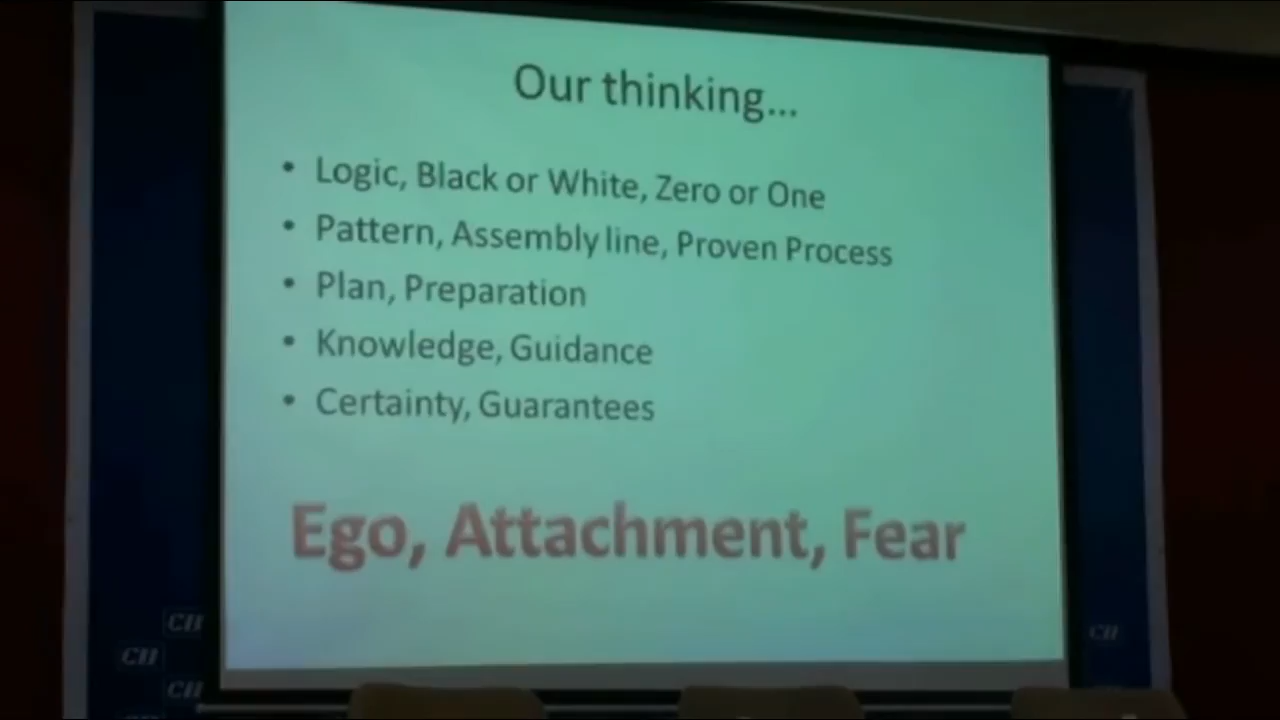 Our thinking...
• Logic, Black or White, Zero or One
• Pattern, Assembly line, Proven Process
• Plan, Preparation
• Knowledge, Guidance
• Certainty, Guarantees
Ego, Attachment, Fear
CII
CII
CII
CII